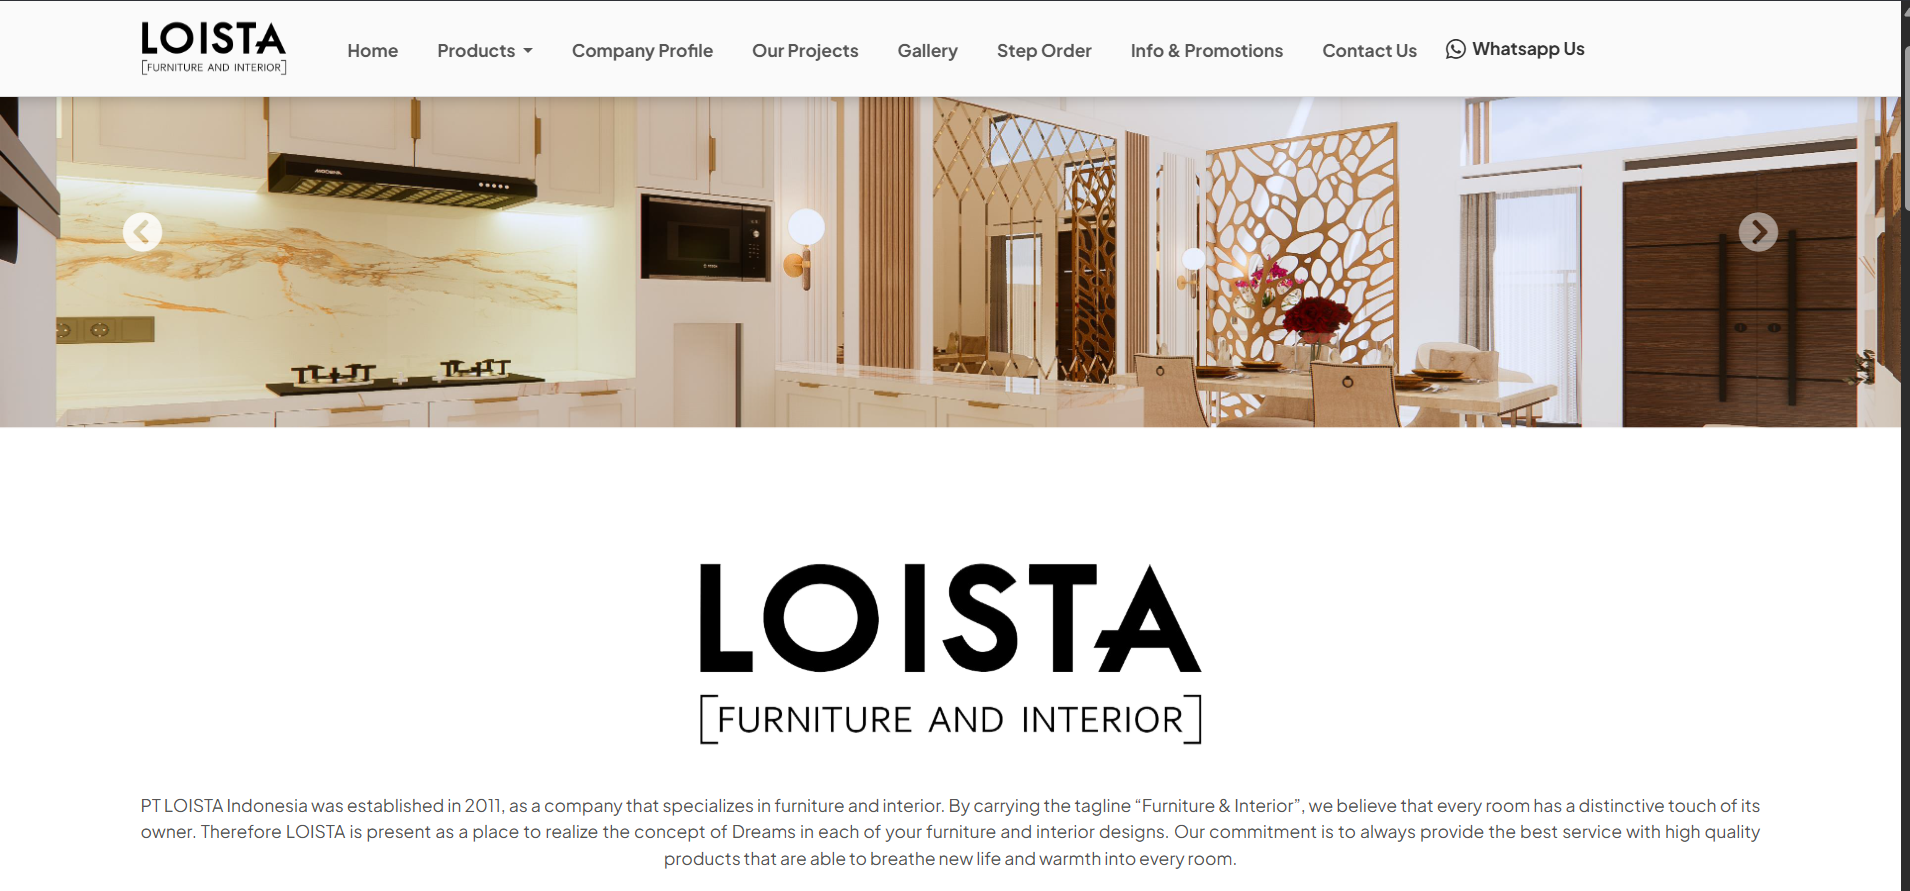 LOISTA
[FURNITURE AND INTERIOR]
Home
Products
Company Profile
Our Projects
Gallery
Step Order
Info & Promotions
Contact Us
Whatsapp Us
LOISTA
[FURNITURE AND INTERIOR]
PT LOISTA Indonesia was established in 2011, as a company that specializes in furniture and interior. By carrying the tagline “Furniture & Interior”, we believe that every room has a distinctive touch of its
owner. Therefore LOISTA is present as a place to realize the concept of Dreams in each of your furniture and interior designs. Our commitment is to always provide the best service with high quality
products that are able to breathe new life and warmth into every room.